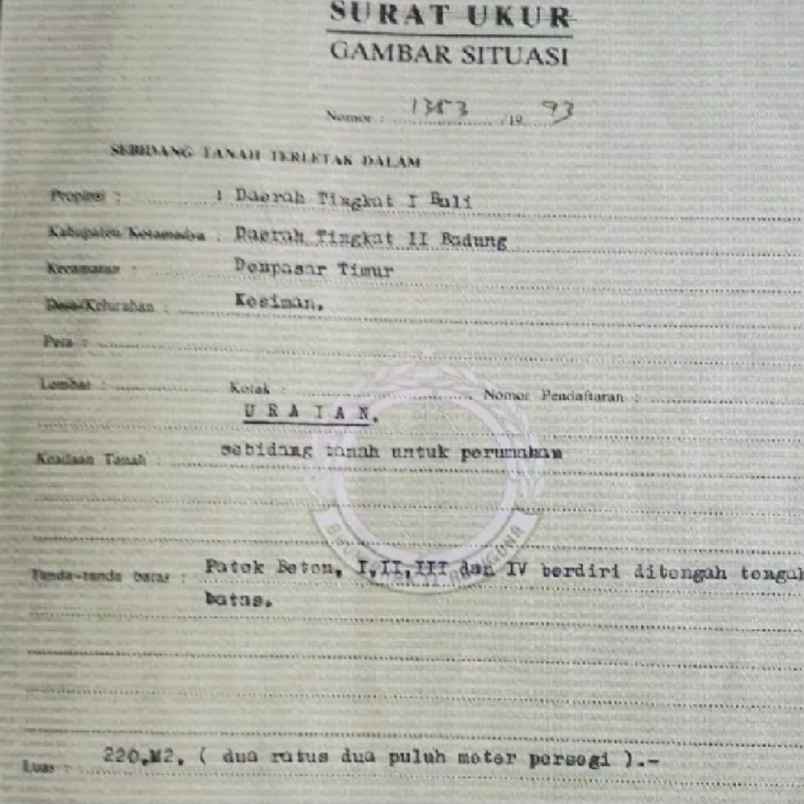 SURAT UKUR
GAMBAR SITUASI
Nomor : 1383 /19 93
SEBIDANG TANAH TERLETAK DALAM
Propinsi : : Daerah Tingkat I Bali
Kabupaten/Kotamadya : Daerah Tingkat II Badung
Kecamatan : Denpasar Timur
Desa/Kelurahan : Kesiman.
Peta :
Lembar : Kotak : Nomor Pendaftaran :
U R A I A N.
Keadaan Tanah : sebidang tanah untuk perumahan
Tanda-tanda batas : Patok Beton, I,II,III dan IV berdiri ditengah tengah
batas.
Luas : 220,M2. ( dua ratus dua puluh meter persegi ).-